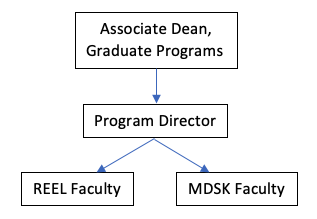 Associate Dean,
Graduate Programs
Program Director
REEL Faculty
MDSK Faculty